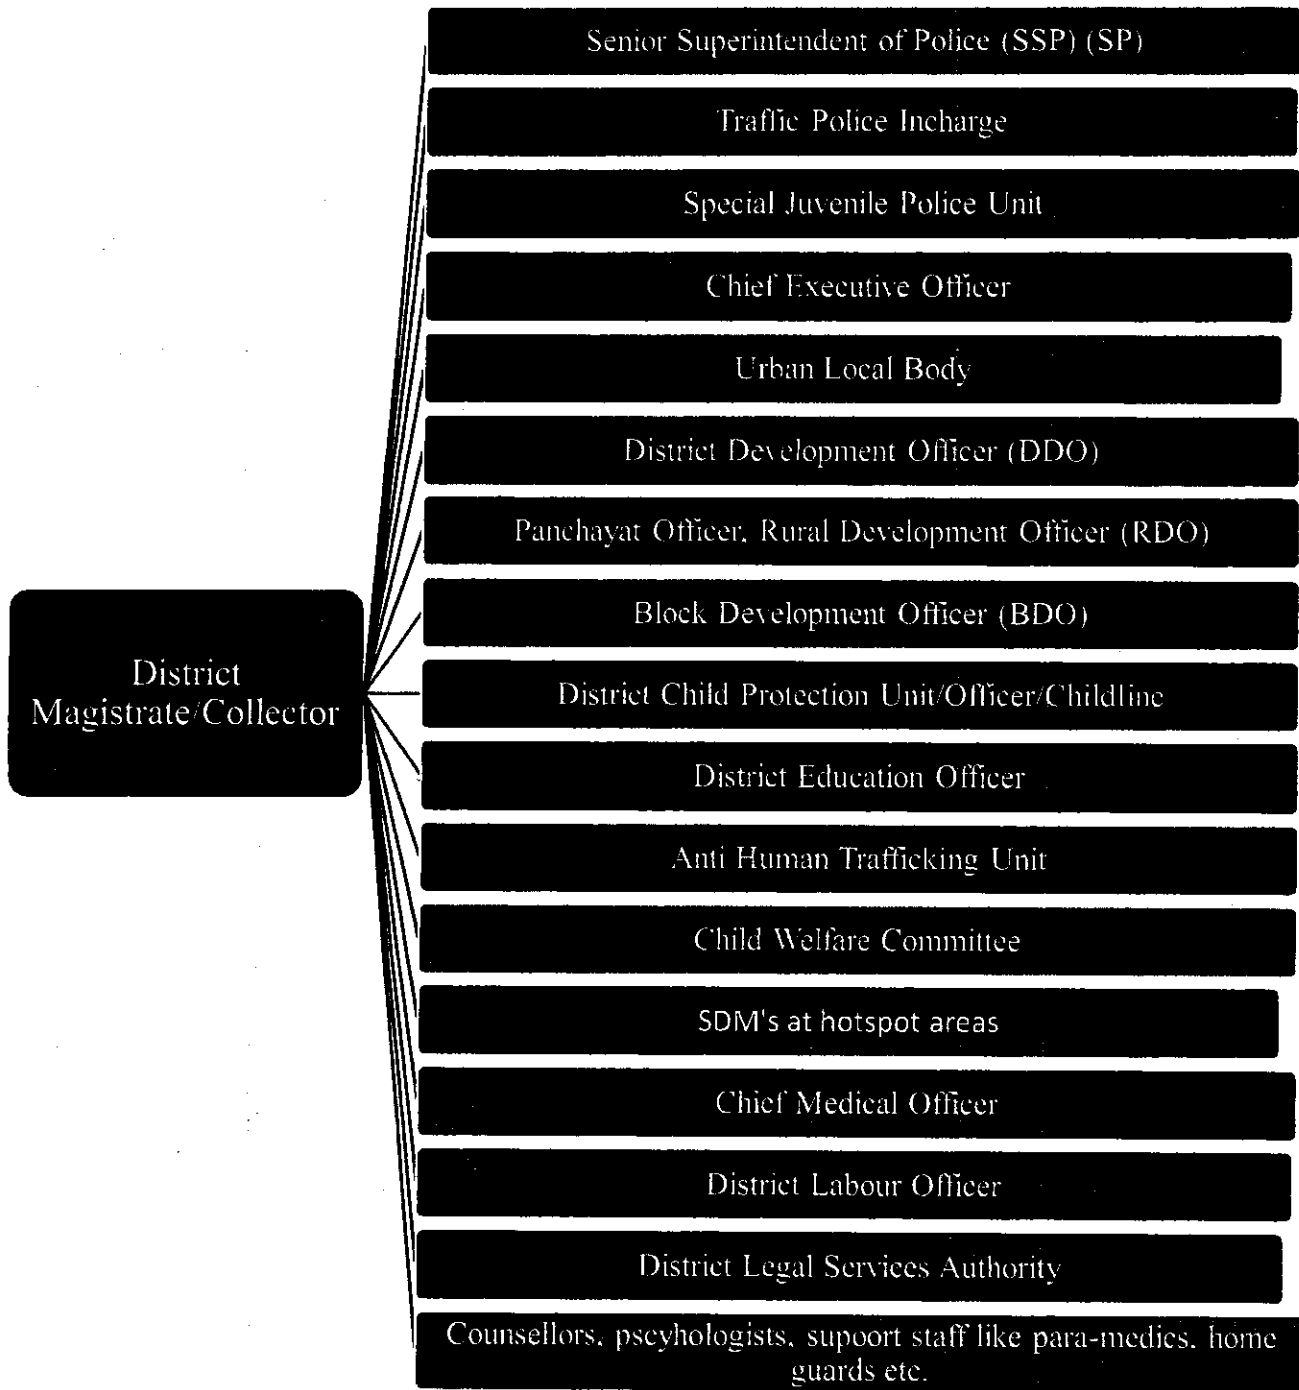 Senior Superintendent of Police (SSP) (SP)
Traffic Police Incharge
Special Juvenile Police Unit
Chief Executive Officer
Urban Local Body
District Development Officer (DDO)
Panchayat Officer, Rural Development Officer (RDO)
Block Development Officer (BDO)
District
Magistrate/Collector
District Child Protection Unit/Officer/Childline
District Education Officer
Anti Human Trafficking Unit
Child Welfare Committee
SDM's at hotspot areas
Chief Medical Officer
District Labour Officer
District Legal Services Authority
Counsellors, pscyhologists, supoort staff like para-medics, home
guards etc.